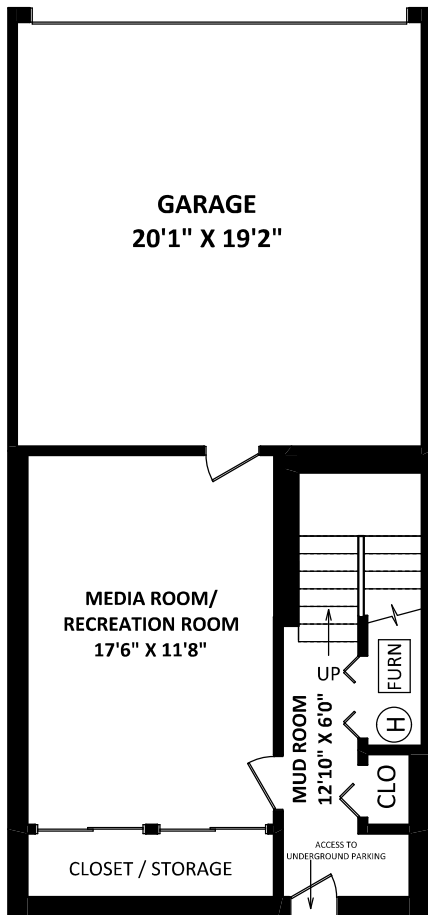 GARAGE
20'1" X 19'2"
MEDIA ROOM/
RECREATION ROOM
17'6" X 11'8"
UP
FURN
H
MUD ROOM
12'10" X 6'0"
CLO
CLOSET / STORAGE
ACCESS TO
UNDERGROUND PARKING